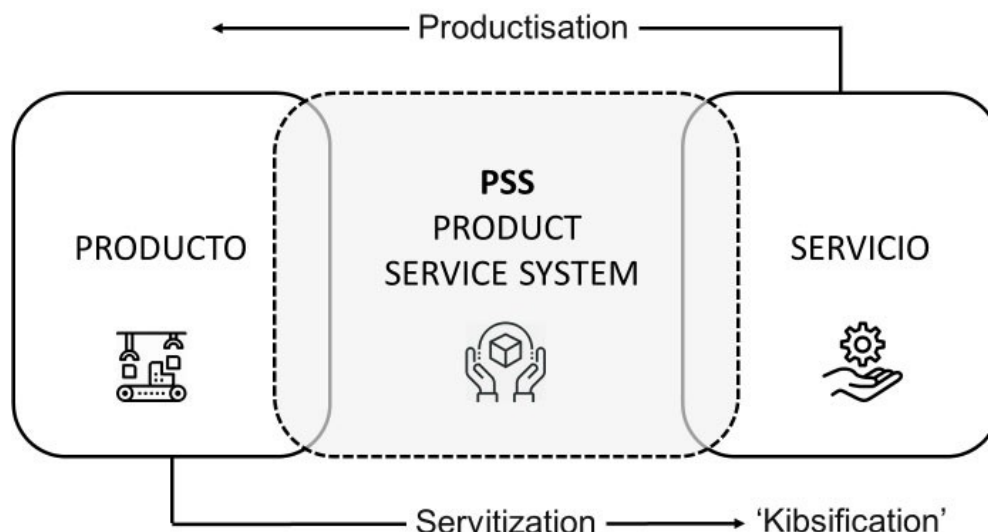 Productisation
PSS
PRODUCT
SERVICE SYSTEM
PRODUCTO
SERVICIO
Servitization
‘Kibsification’